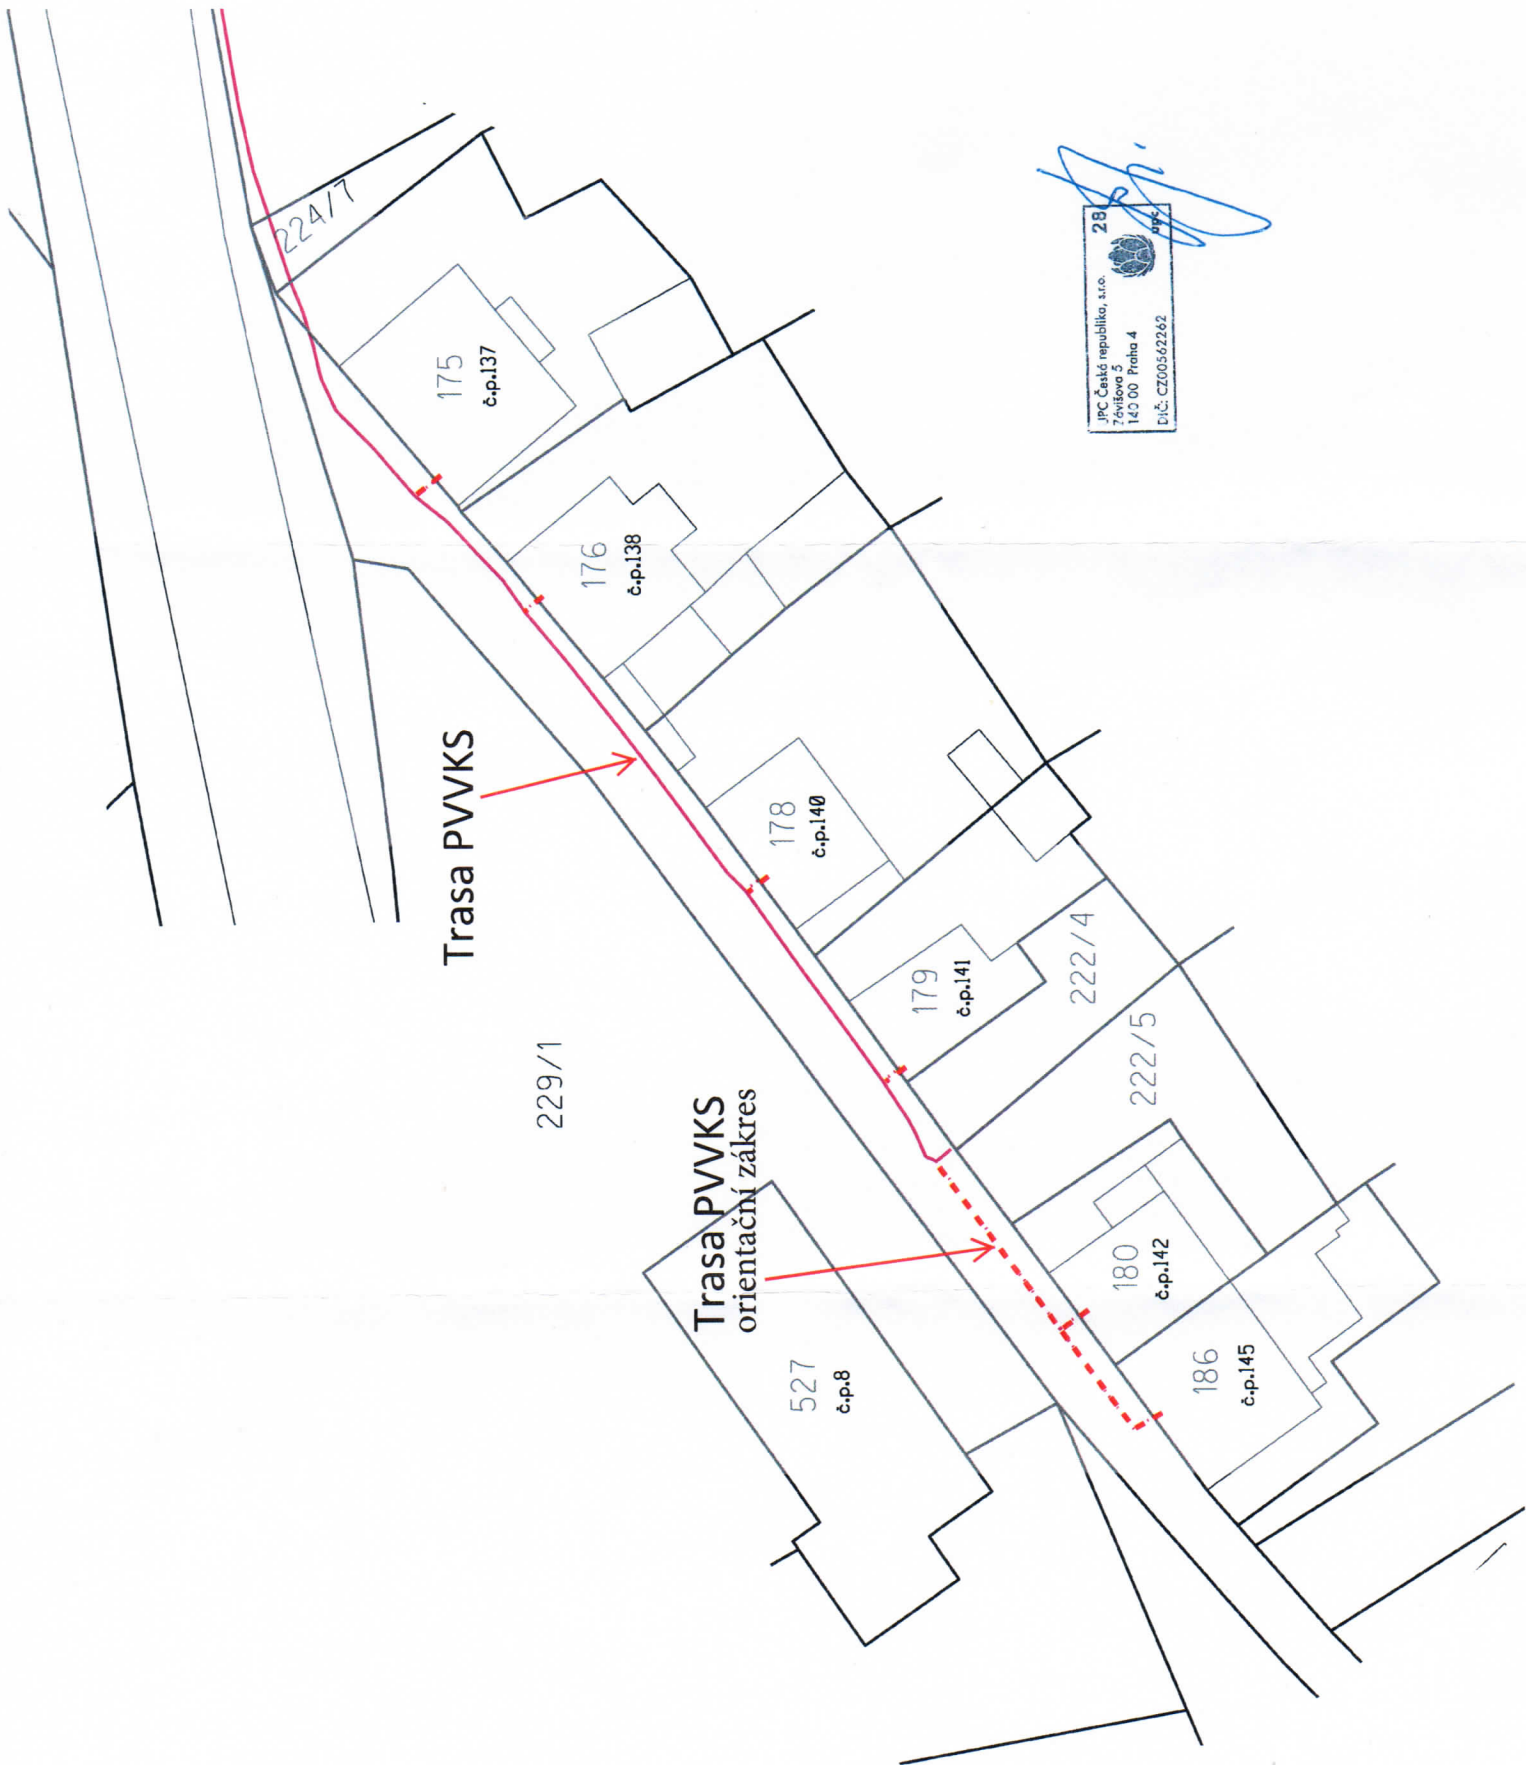 224/7
175
č.p.137
176
č.p.138
Trasa PVVKS
178
č.p.140
179
č.p.141
222/4
229/1
222/5
Trasa PVVKS
orientační zákres
180
č.p.142
527
č.p.8
186
č.p.145
JPC Česká republika, s.r.o. 28
Závišova 5
140 00 Praha 4
DIČ: CZ00562262
upc